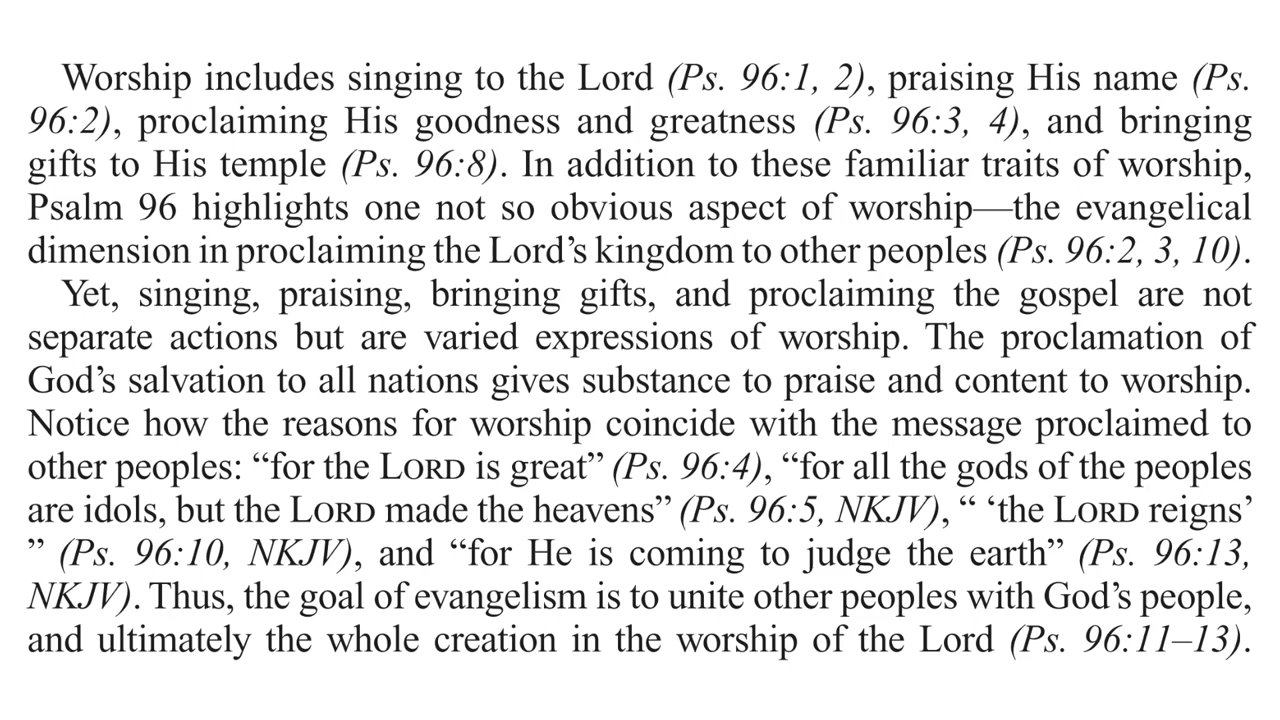 Worship includes singing to the Lord (Ps. 96:1, 2), praising His name (Ps.
96:2), proclaiming His goodness and greatness (Ps. 96:3, 4), and bringing
gifts to His temple (Ps. 96:8). In addition to these familiar traits of worship,
Psalm 96 highlights one not so obvious aspect of worship—the evangelical
dimension in proclaiming the Lord’s kingdom to other peoples (Ps. 96:2, 3, 10).
Yet, singing, praising, bringing gifts, and proclaiming the gospel are not
separate actions but are varied expressions of worship. The proclamation of
God’s salvation to all nations gives substance to praise and content to worship.
Notice how the reasons for worship coincide with the message proclaimed to
other peoples: “for the LORD is great” (Ps. 96:4), “for all the gods of the peoples
are idols, but the LORD made the heavens” (Ps. 96:5, NKJV), “ ‘the LORD reigns’
” (Ps. 96:10, NKJV), and “for He is coming to judge the earth” (Ps. 96:13,
NKJV). Thus, the goal of evangelism is to unite other peoples with God’s people,
and ultimately the whole creation in the worship of the Lord (Ps. 96:11–13).